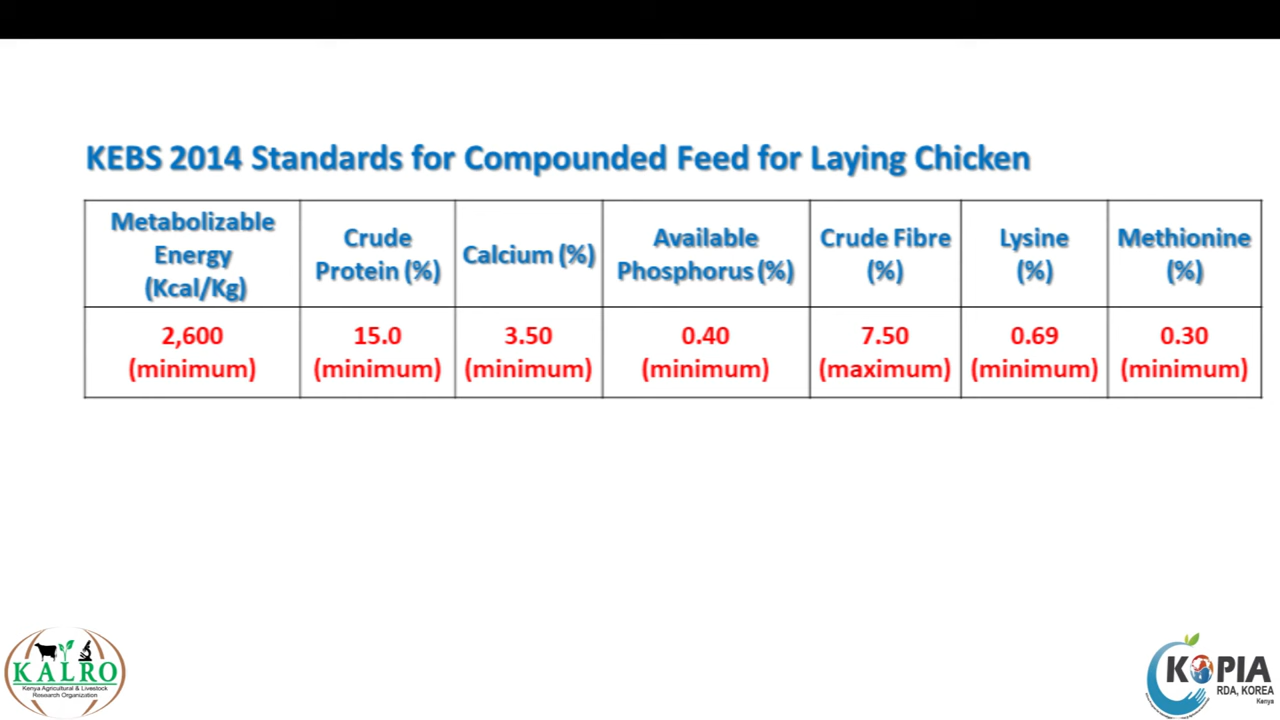 KEBS 2014 Standards for Compounded Feed for Laying Chicken
Metabolizable
Energy
(Kcal/Kg)
Crude
Protein (%)
Calcium (%)
Available
Phosphorus (%)
Crude Fibre
(%)
Lysine
(%)
Methionine
(%)
2,600
(minimum)
15.0
(minimum)
3.50
(minimum)
0.40
(minimum)
7.50
(maximum)
0.69
(minimum)
0.30
(minimum)
KALRO
Kenya Agricultural & Livestock
Research Organization
KOPIA
RDA, KOREA
Kenya